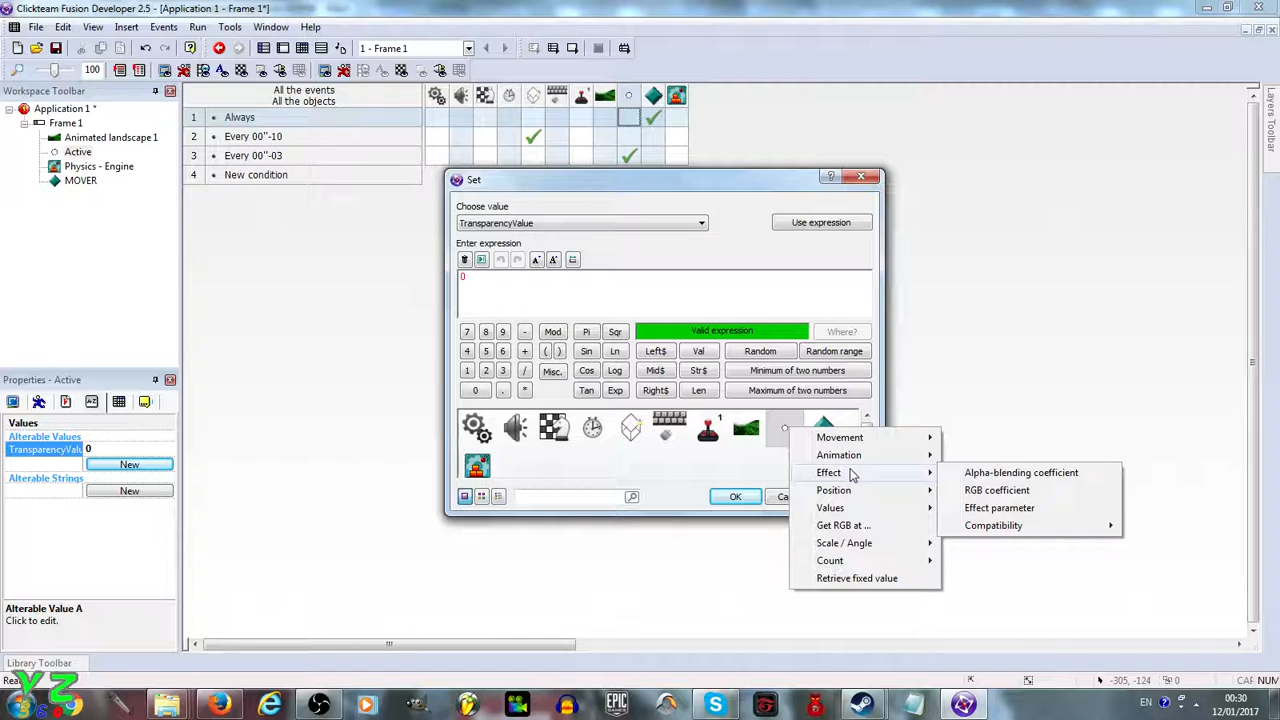 Clickteam Fusion Developer 2.5 - [Application 1 - Frame 1*]
File Edit View Insert Events Run Tools Window Help
1 - Frame 1
100
Workspace Toolbar
Application 1 *
Frame 1
Animated landscape 1
Active
Physics - Engine
MOVER
All the events
All the objects
1 Always
2 Every 00''-10
3 Every 00''-03
4 New condition
Set
Choose value
TransparencyValue
Use expression
Enter expression
0
7 8 9 - Mod Pi Sqr Valid expression Where?
4 5 6 + ( ) Sin Ln Left$ Val Random Random range
1 2 3 / Misc. Cos Log Mid$ Str$ Minimum of two numbers
0 . * Tan Exp Right$ Len Maximum of two numbers
OK
Movement
Animation
Effect
Position
Values
Get RGB at ...
Scale / Angle
Count
Retrieve fixed value
Alpha-blending coefficient
RGB coefficient
Effect parameter
Compatibility
Properties - Active
Values
Alterable Values
TransparencyValu 0
New
Alterable Strings
New
Alterable Value A
Click to edit.
Library Toolbar
Layers Toolbar
-305, -124
0
CAP
NUM
YZ
EPIC
GAMES
EN
00:30
12/01/2017